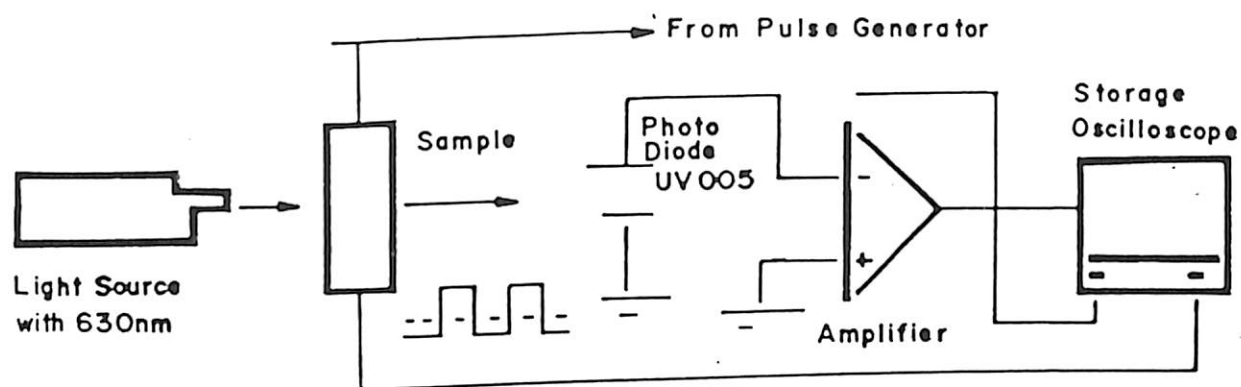 From Pulse Generator
Sample
Photo
Diode
UV005
Storage
Oscilloscope
Light Source
with 630nm
-
+
Amplifier